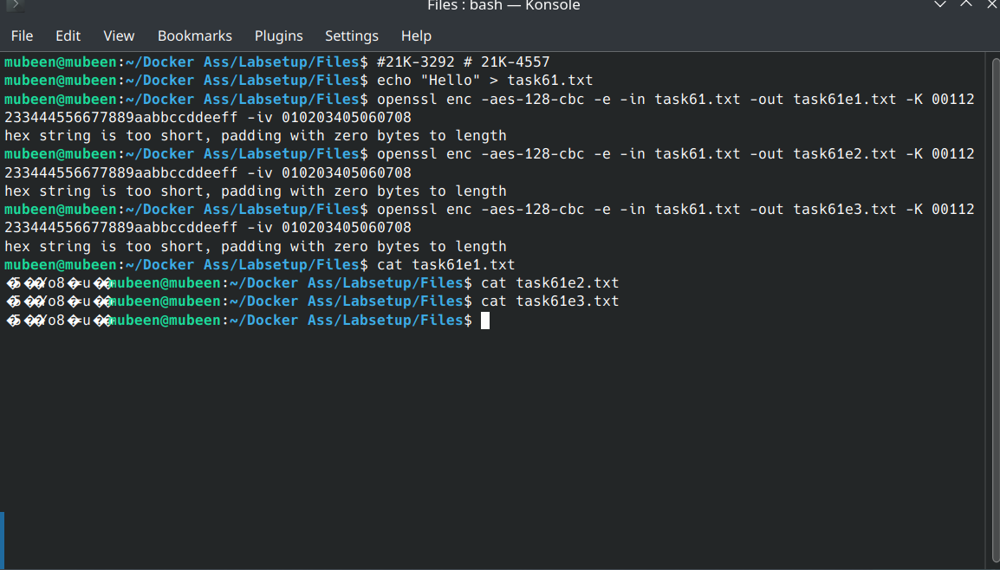 Files : bash — Konsole
File Edit View Bookmarks Plugins Settings Help
mubeen@mubeen:~/Docker Ass/Labsetup/Files$ #21K-3292 # 21K-4557
mubeen@mubeen:~/Docker Ass/Labsetup/Files$ echo "Hello" > task61.txt
mubeen@mubeen:~/Docker Ass/Labsetup/Files$ openssl enc -aes-128-cbc -e -in task61.txt -out task61e1.txt -K 00112
233444556677889aabbccddeeff -iv 010203405060708
hex string is too short, padding with zero bytes to length
mubeen@mubeen:~/Docker Ass/Labsetup/Files$ openssl enc -aes-128-cbc -e -in task61.txt -out task61e2.txt -K 00112
233444556677889aabbccddeeff -iv 010203405060708
hex string is too short, padding with zero bytes to length
mubeen@mubeen:~/Docker Ass/Labsetup/Files$ openssl enc -aes-128-cbc -e -in task61.txt -out task61e3.txt -K 00112
233444556677889aabbccddeeff -iv 010203405060708
hex string is too short, padding with zero bytes to length
mubeen@mubeen:~/Docker Ass/Labsetup/Files$ cat task61e1.txt
mubeen@mubeen:~/Docker Ass/Labsetup/Files$ cat task61e2.txt
mubeen@mubeen:~/Docker Ass/Labsetup/Files$ cat task61e3.txt
mubeen@mubeen:~/Docker Ass/Labsetup/Files$